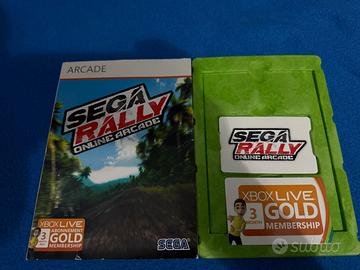 ARCADE
SEGA
RALLY
ONLINE ARCADE
XBOX LIVE
3
ABONNEMENT
GOLD
MEMBERSHIP
SEGA
SEGA
RALLY
ONLINE ARCADE
XBOX LIVE
3
GOLD
MEMBERSHIP
subito